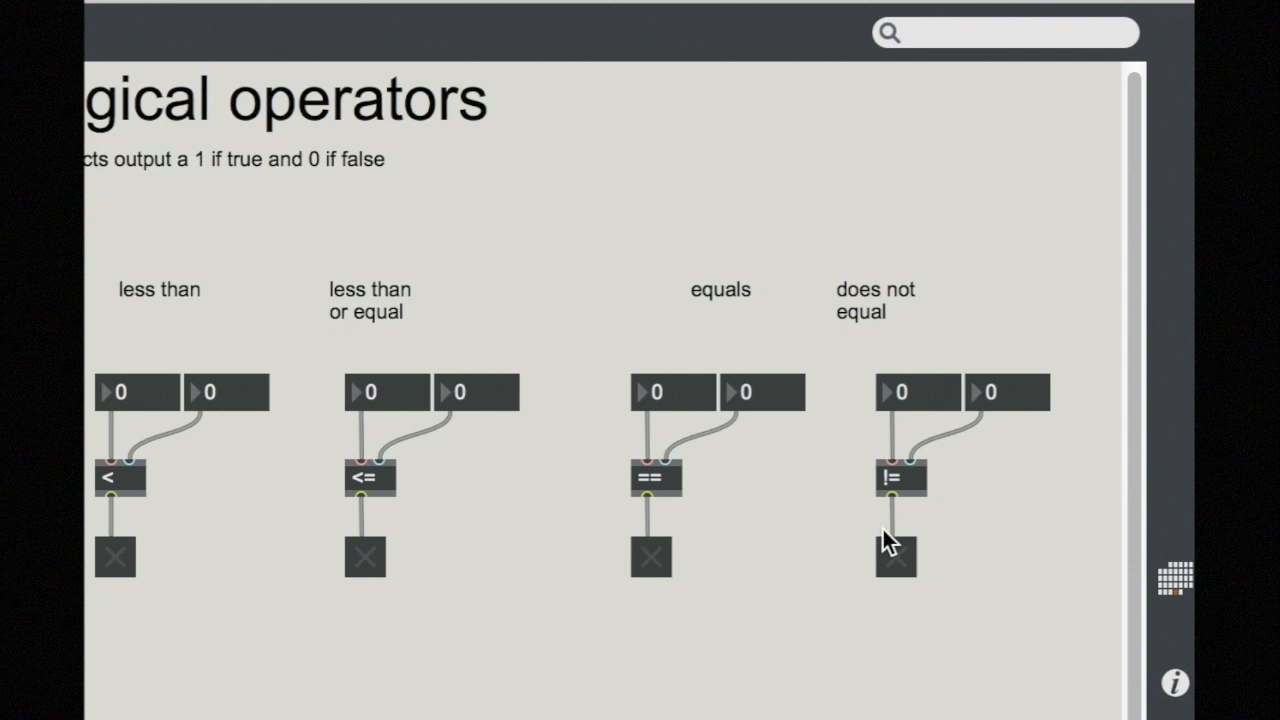 gical operators
cts output a 1 if true and 0 if false
less than
less than
or equal
equals
does not
equal
0 0 0 0 0 0 0 0
< <= == !=
i